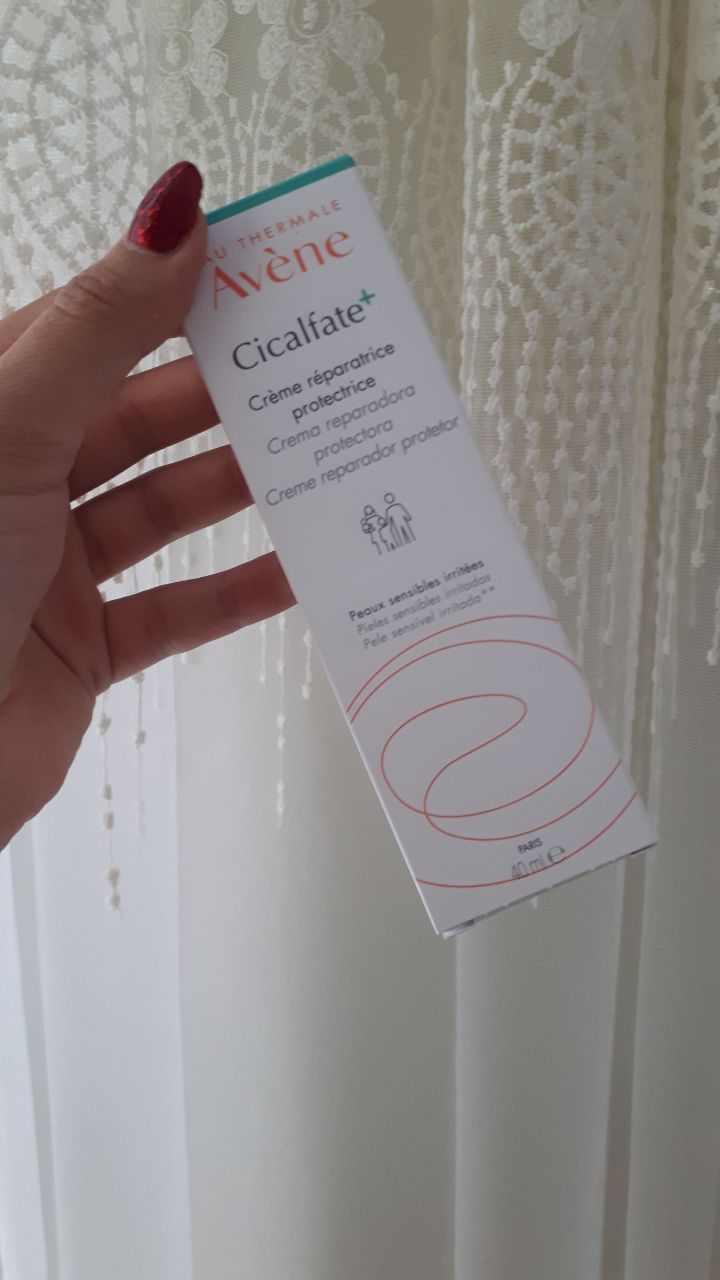 EAU THERMALE
Avène
Cicalfate+
Crème réparatrice
protectrice
Crema reparadora
protectora
Creme reparador protetor
Peaux sensibles irritées
Pieles sensibles irritadas
Pele sensível irritada**
PARIS
40 ml ℮